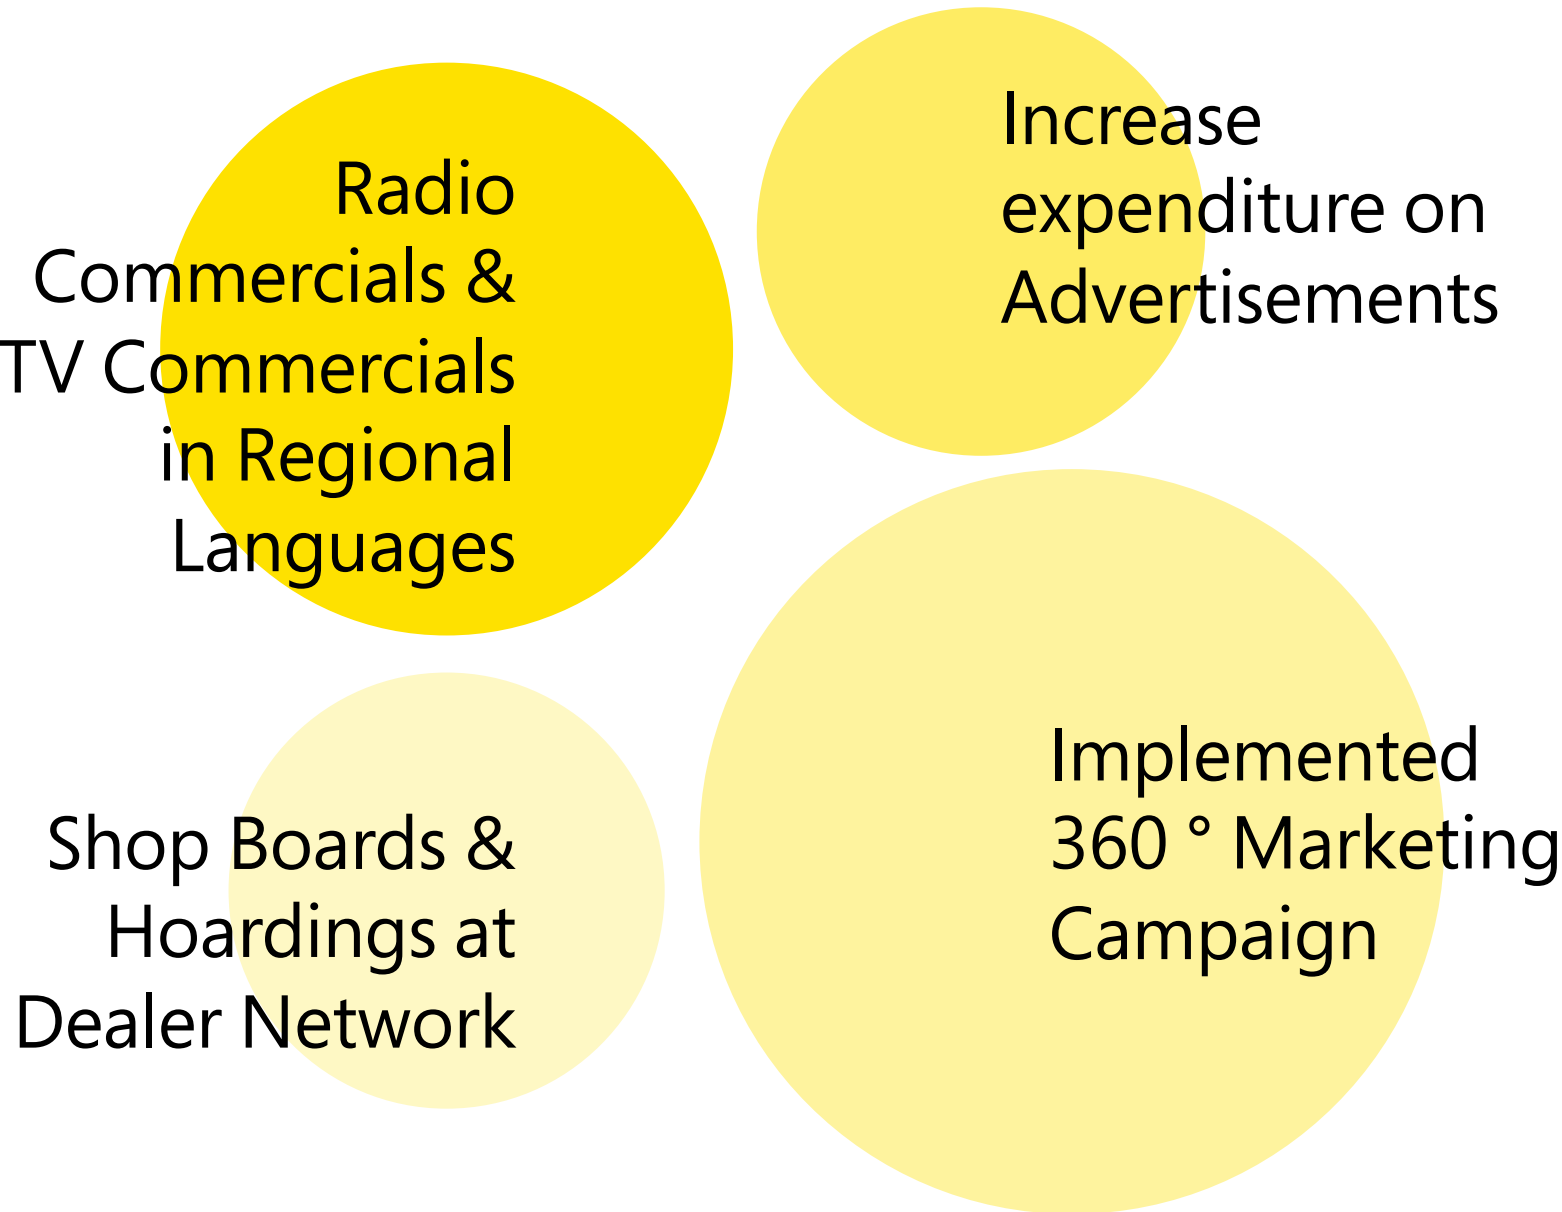 Radio
Commercials &
TV Commercials
in Regional
Languages
Increase
expenditure on
Advertisements
Shop Boards &
Hoardings at
Dealer Network
Implemented
360 ° Marketing
Campaign